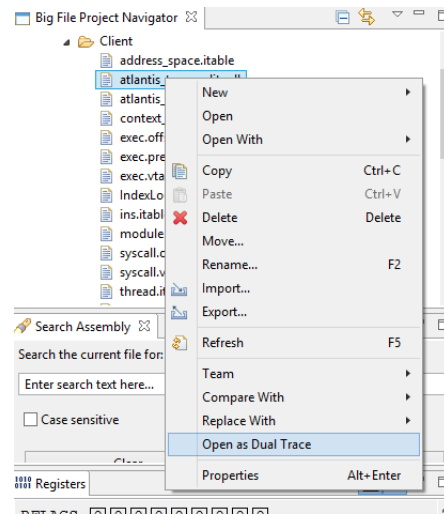 Big File Project Navigator
Client
address_space.itable
atlantis_
atlantis_
context_
exec.off
exec.pre
exec.vta
IndexLo
ins.itabl
module
syscall.
syscall.v
thread.it
New
Open
Open With
Copy Ctrl+C
Paste Ctrl+V
Delete Delete
Move...
Rename... F2
Import...
Export...
Refresh F5
Team
Compare With
Replace With
Open as Dual Trace
Properties Alt+Enter
Search Assembly
Search the current file for:
Enter search text here...
Case sensitive
Registers